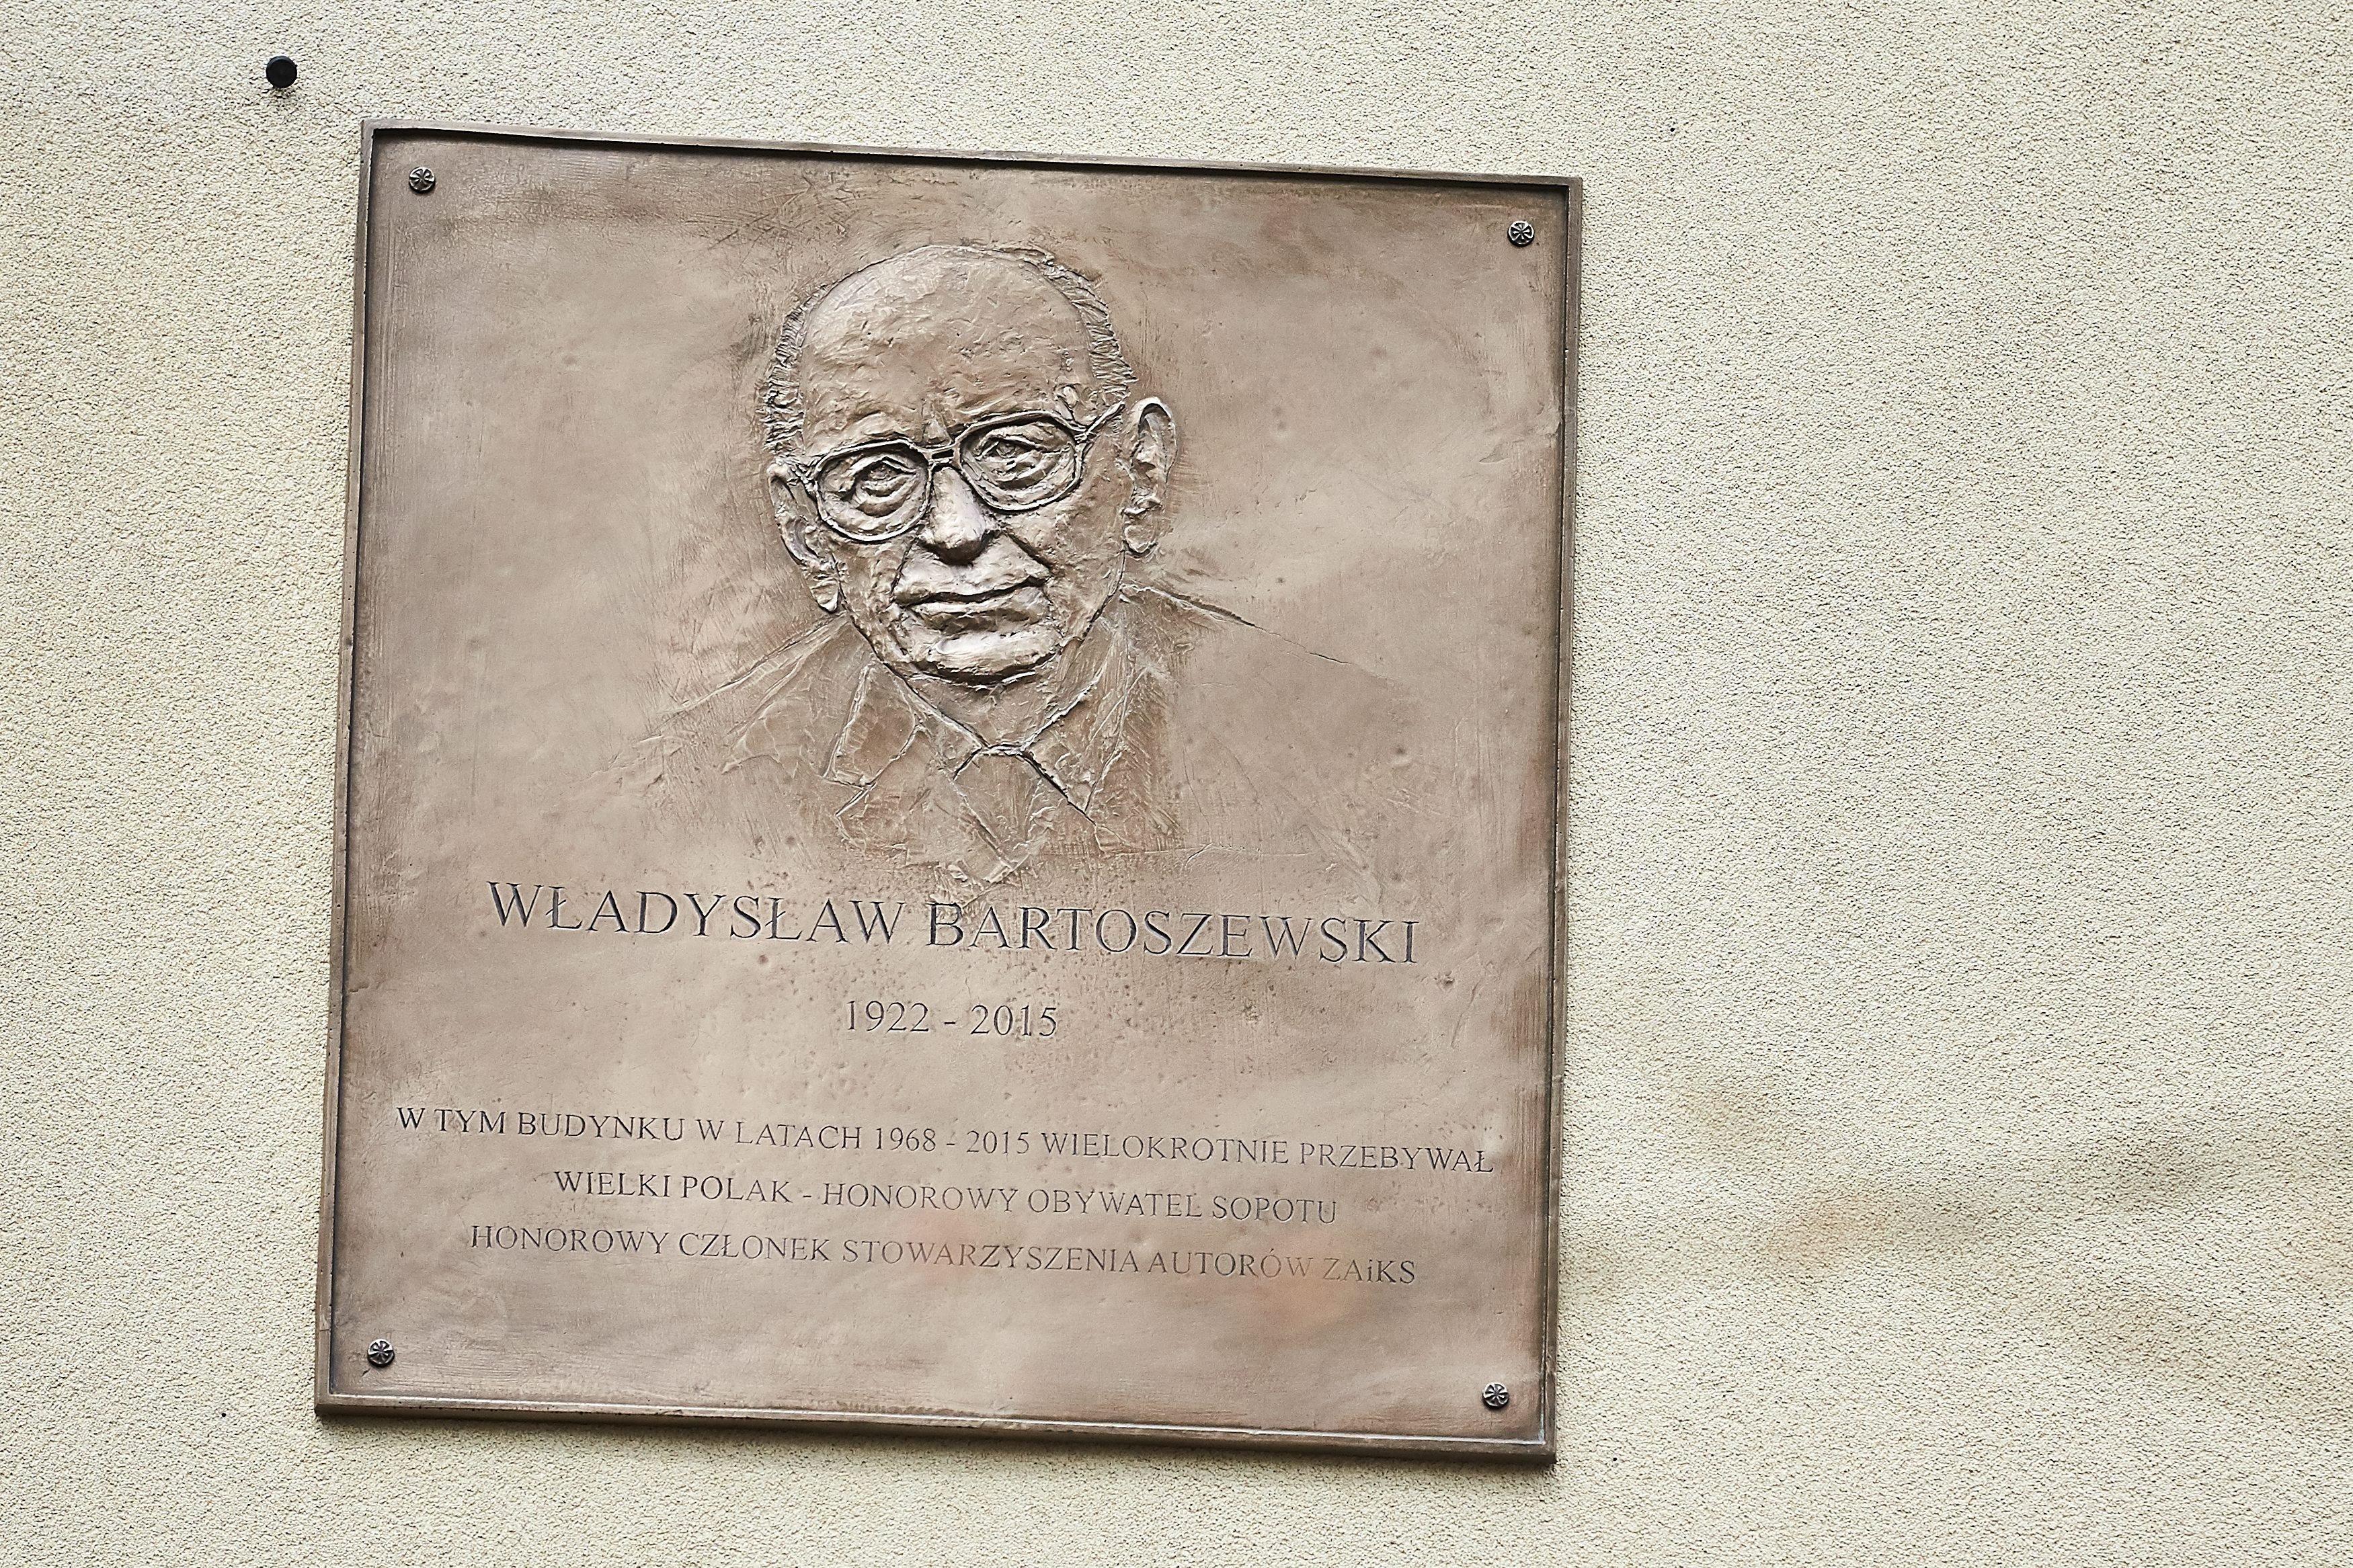 WŁADYSŁAW BARTOSZEWSKI
1922 - 2015
W TYM BUDYNKU W LATACH 1968 - 2015 WIELOKROTNIE PRZEBYWAŁ
WIELKI POLAK - HONOROWY OBYWATEL SOPOTU
HONOROWY CZŁONEK STOWARZYSZENIA AUTORÓW ZAiKS